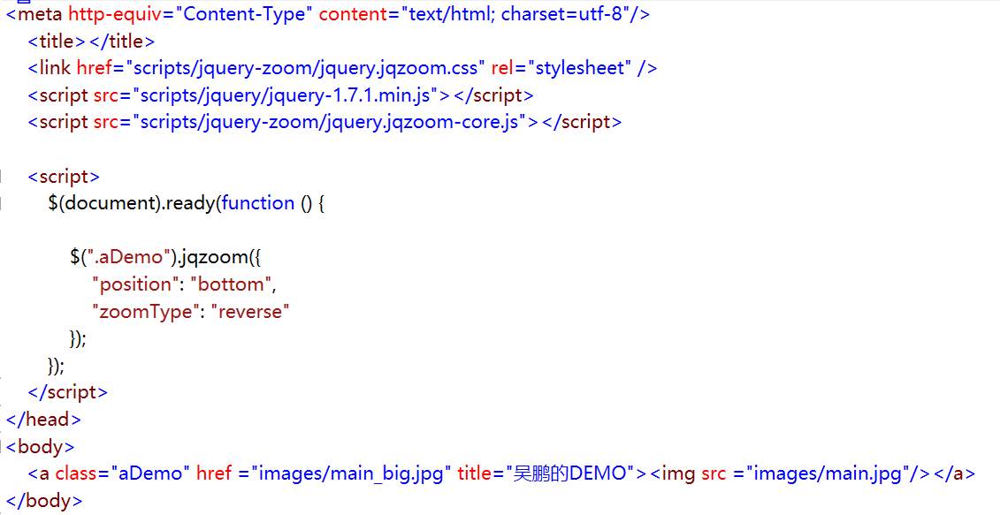 <meta http-equiv="Content-Type" content="text/html; charset=utf-8"/>
<title></title>
<link href="scripts/jquery-zoom/jquery.jqzoom.css" rel="stylesheet" />
<script src="scripts/jquery/jquery-1.7.1.min.js"></script>
<script src="scripts/jquery-zoom/jquery.jqzoom-core.js"></script>
<script>
$(document).ready(function () {
$(".aDemo").jqzoom({
"position": "bottom",
"zoomType": "reverse"
});
});
</script>
</head>
<body>
<a class="aDemo" href ="images/main_big.jpg" title="吴鹏的DEMO"><img src ="images/main.jpg"/></a>
</body>